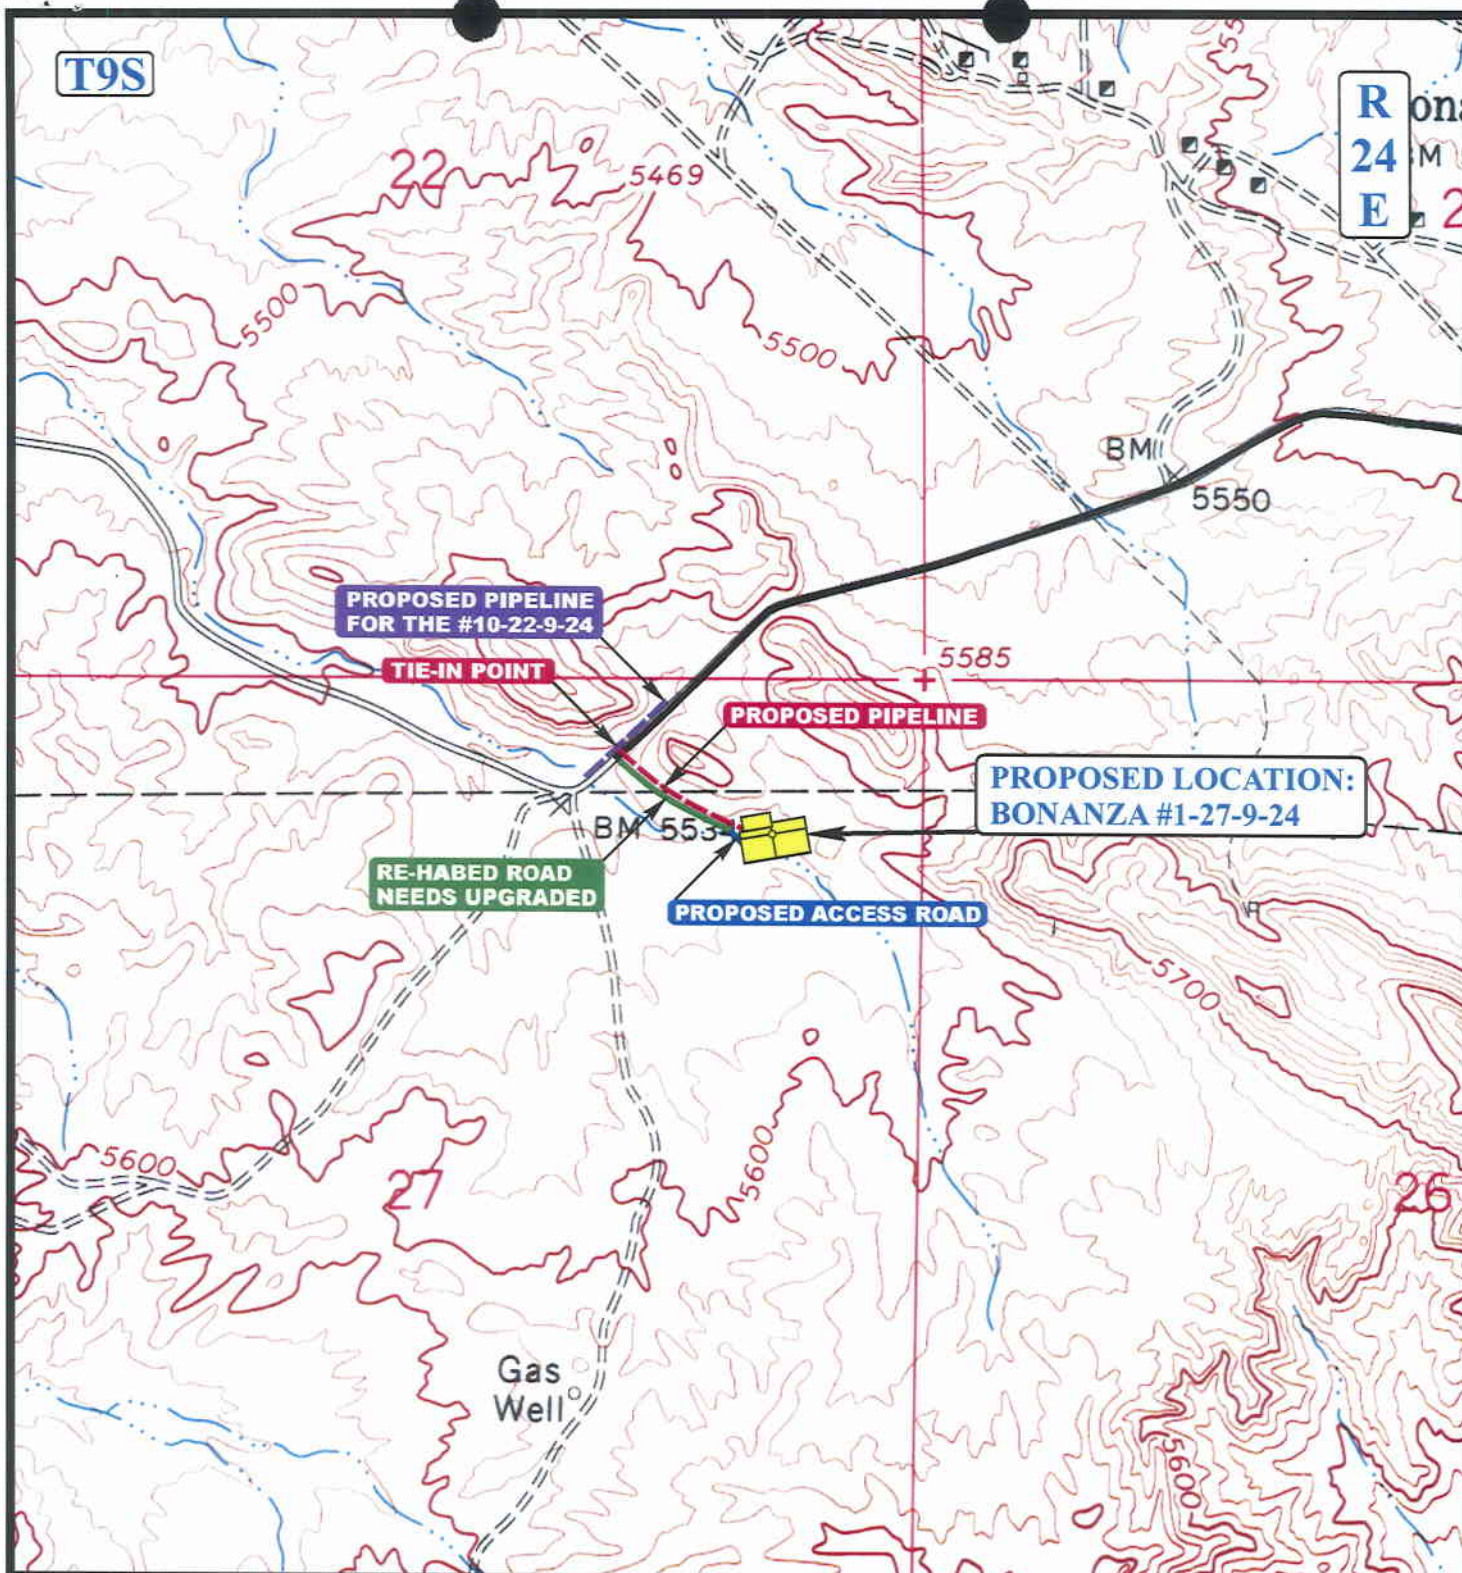 T9S
R
24
E
22
5469
5500
5500
BM
5550
PROPOSED PIPELINE
FOR THE #10-22-9-24
TIE-IN POINT
5585
PROPOSED PIPELINE
PROPOSED LOCATION:
BONANZA #1-27-9-24
BM 553
RE-HABED ROAD
NEEDS UPGRADED
PROPOSED ACCESS ROAD
5700
5600
5600
27
26
Gas
Well
5600